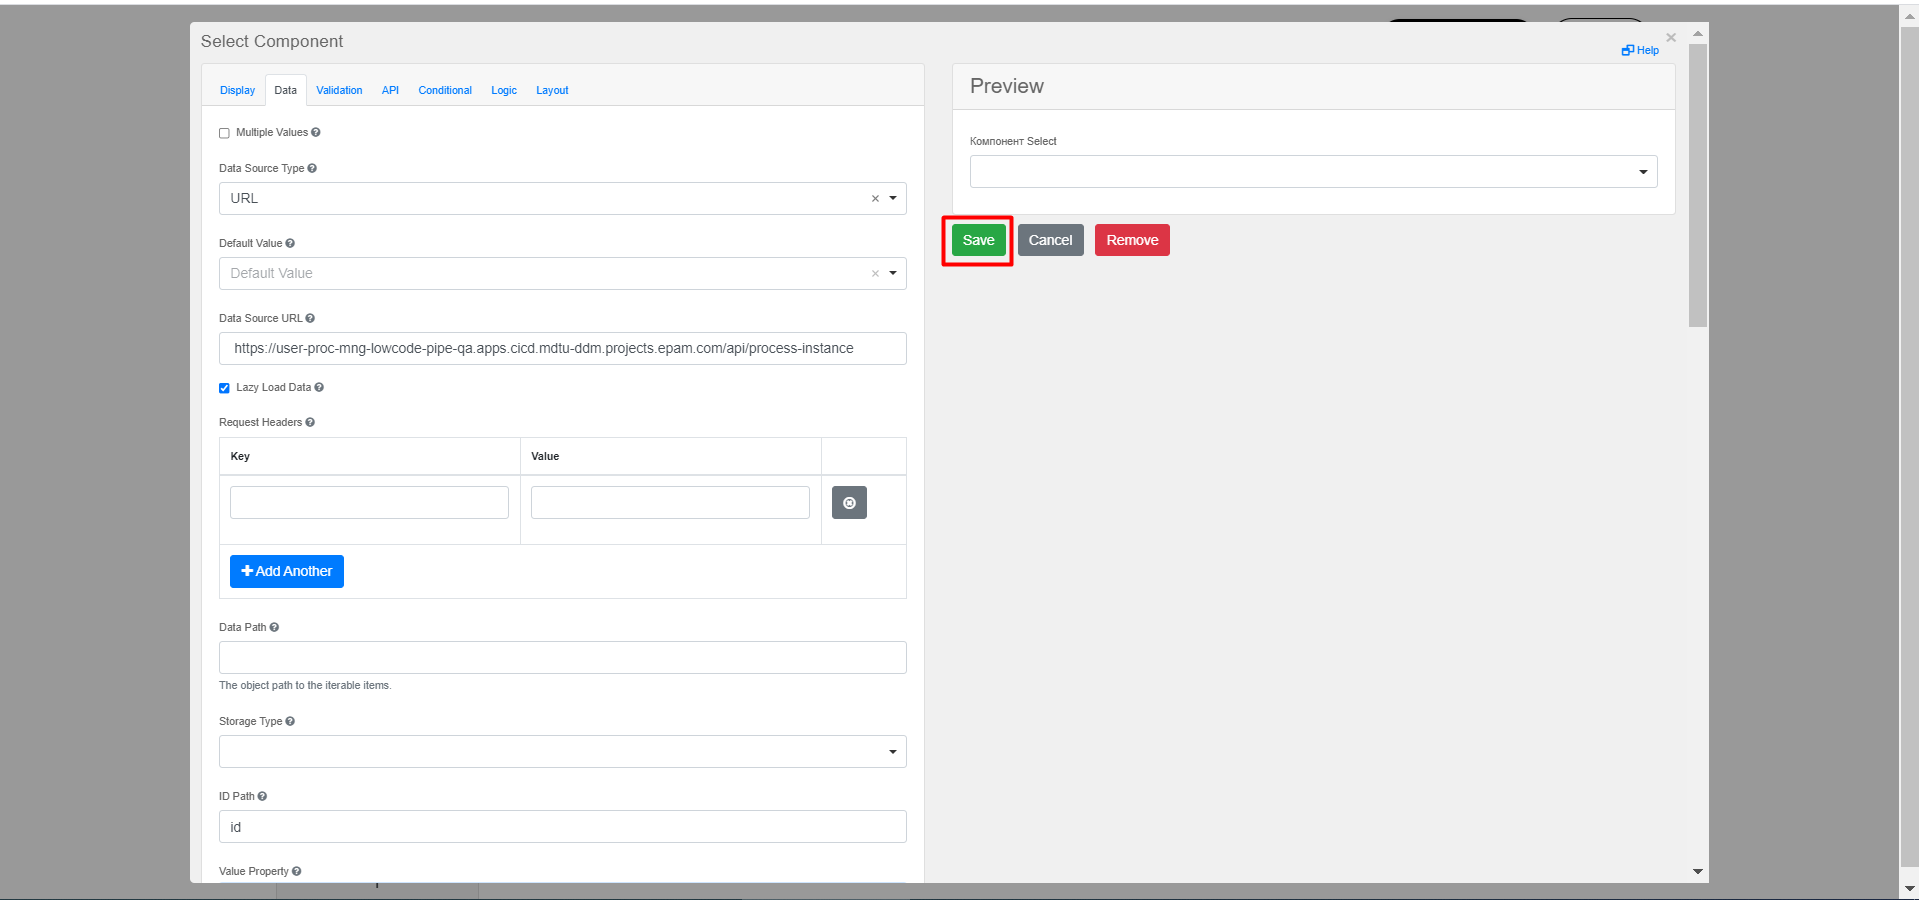 Select Component
Help
Display Data Validation API Conditional Logic Layout
Multiple Values
Data Source Type
URL
Default Value
Default Value
Data Source URL
https://user-proc-mng-lowcode-pipe-qa.apps.cicd.mdtu-ddm.projects.epam.com/api/process-instance
Lazy Load Data
Request Headers
Key Value
Add Another
Data Path
The object path to the iterable items.
Storage Type
ID Path
id
Value Property
Preview
Компонент Select
Save Cancel Remove